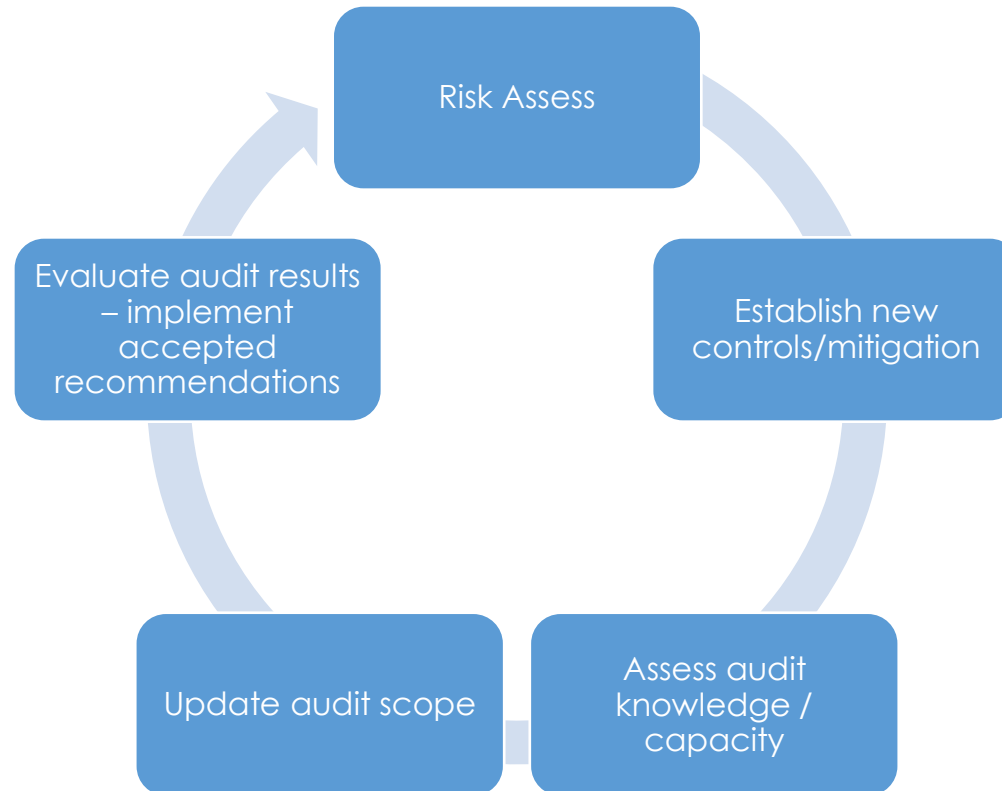 Risk Assess
Establish new
controls/mitigation
Assess audit
knowledge /
capacity
Update audit scope
Evaluate audit results
– implement
accepted
recommendations